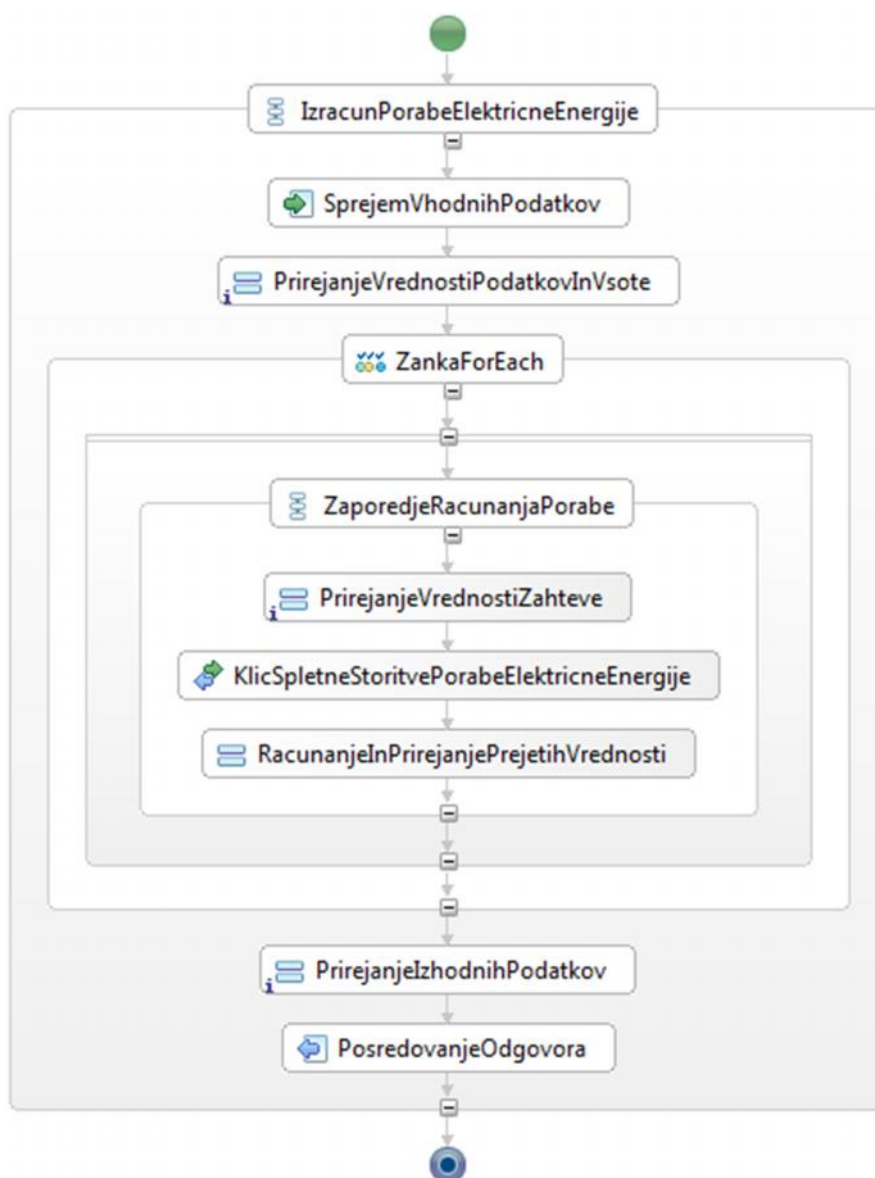 IzracunPorabeElektricneEnergije
SprejemVhodnihPodatkov
PrirejanjeVrednostiPodatkovInVsote
ZankaForEach
ZaporedjeRacunanjaPorabe
PrirejanjeVrednostiZahteve
KlicSpletneStoritvePorabeElektricneEnergije
RacunanjeInPrirejanjePrejetihVrednosti
PrirejanjeIzhodnihPodatkov
PosredovanjeOdgovora